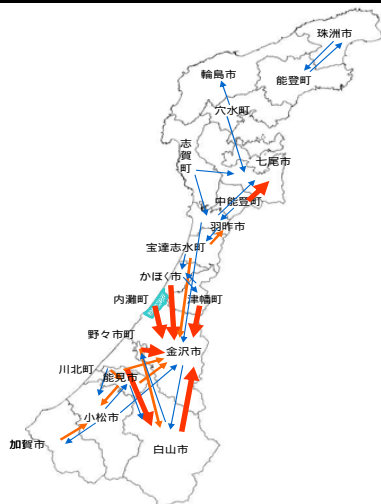 珠洲市
輪島市
能登町
穴水町
志賀町
七尾市
中能登町
羽咋市
宝達志水町
かほく市
内灘町
津幡町
野々市町
金沢市
川北町
能見市
小松市
加賀市
白山市